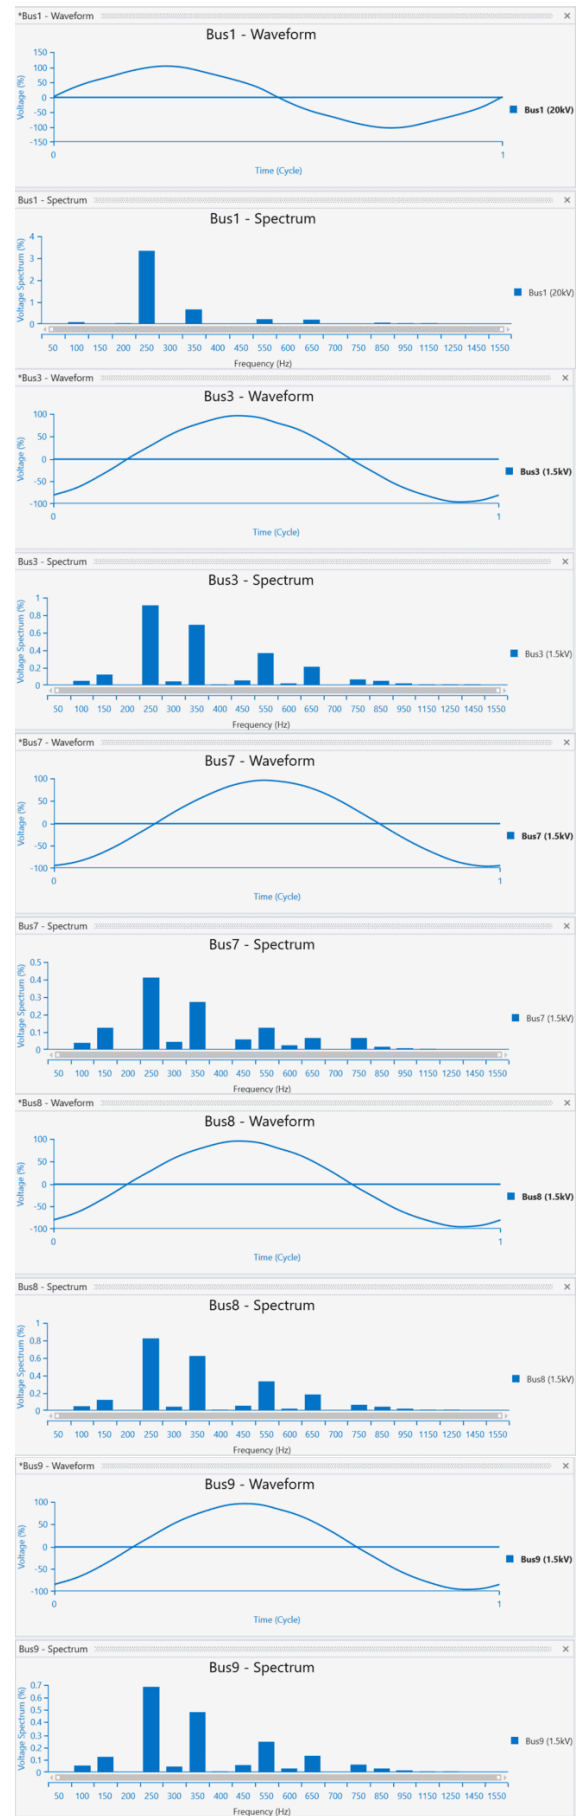 *Bus1 - Waveform
Bus1 - Waveform
Voltage (%)
150
100
50
0
-50
-100
-150
0
1
Time (Cycle)
Bus1 (20kV)
Bus1 - Spectrum
Bus1 - Spectrum
Voltage Spectrum (%)
4
3
2
1
0
50 100 150 200 250 300 350 450 550 600 650 700 750 850 950 1150 1250 1450 1550
Frequency (Hz)
Bus1 (20kV)
*Bus3 - Waveform
Bus3 - Waveform
Voltage (%)
100
50
0
-50
-100
0
1
Time (Cycle)
Bus3 (1.5kV)
Bus3 - Spectrum
Bus3 - Spectrum
Voltage Spectrum (%)
1
0.8
0.6
0.4
0.2
0
50 100 150 200 250 300 350 400 450 550 600 650 700 750 850 950 1150 1250 1450 1550
Frequency (Hz)
Bus3 (1.5kV)
*Bus7 - Waveform
Bus7 - Waveform
Voltage (%)
100
50
0
-50
-100
0
1
Time (Cycle)
Bus7 (1.5kV)
Bus7 - Spectrum
Bus7 - Spectrum
Voltage Spectrum (%)
0.5
0.4
0.3
0.2
0.1
0
50 100 150 200 250 300 350 400 450 550 600 650 700 750 850 950 1150 1250 1450 1550
Frequency (Hz)
Bus7 (1.5kV)
*Bus8 - Waveform
Bus8 - Waveform
Voltage (%)
100
50
0
-50
-100
0
1
Time (Cycle)
Bus8 (1.5kV)
Bus8 - Spectrum
Bus8 - Spectrum
Voltage Spectrum (%)
1
0.8
0.6
0.4
0.2
0
50 100 150 200 250 300 350 400 450 550 600 650 700 750 850 950 1150 1250 1450 1550
Frequency (Hz)
Bus8 (1.5kV)
*Bus9 - Waveform
Bus9 - Waveform
Voltage (%)
100
50
0
-50
-100
0
1
Time (Cycle)
Bus9 (1.5kV)
Bus9 - Spectrum
Bus9 - Spectrum
Voltage Spectrum (%)
0.7
0.6
0.5
0.4
0.3
0.2
0.1
0
50 100 150 200 250 300 350 400 450 550 600 650 700 750 850 950 1150 1250 1450 1550
Frequency (Hz)
Bus9 (1.5kV)